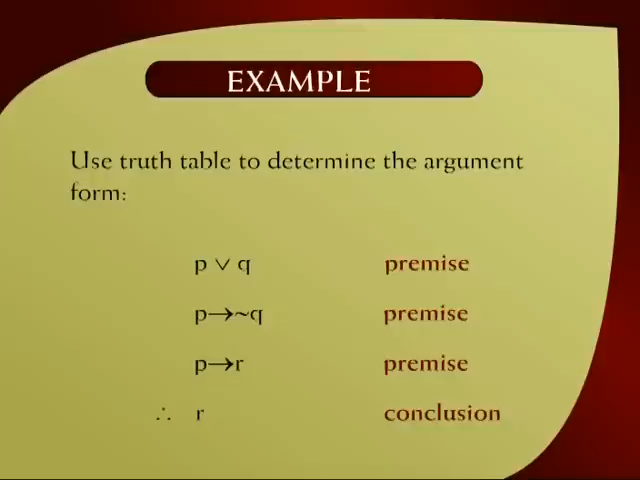 EXAMPLE
Use truth table to determine the argument
form:
p ∨ q premise
p→~q premise
p→r premise
∴ r conclusion